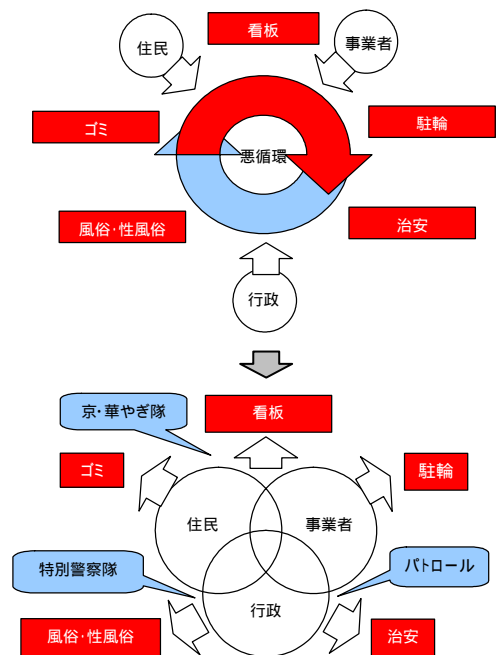 看板
住民
事業者
ゴミ
駐輪
悪循環
風俗・性風俗
治安
行政
京・華やぎ隊
看板
ゴミ
駐輪
住民
事業者
特別警察隊
パトロール
行政
風俗・性風俗
治安